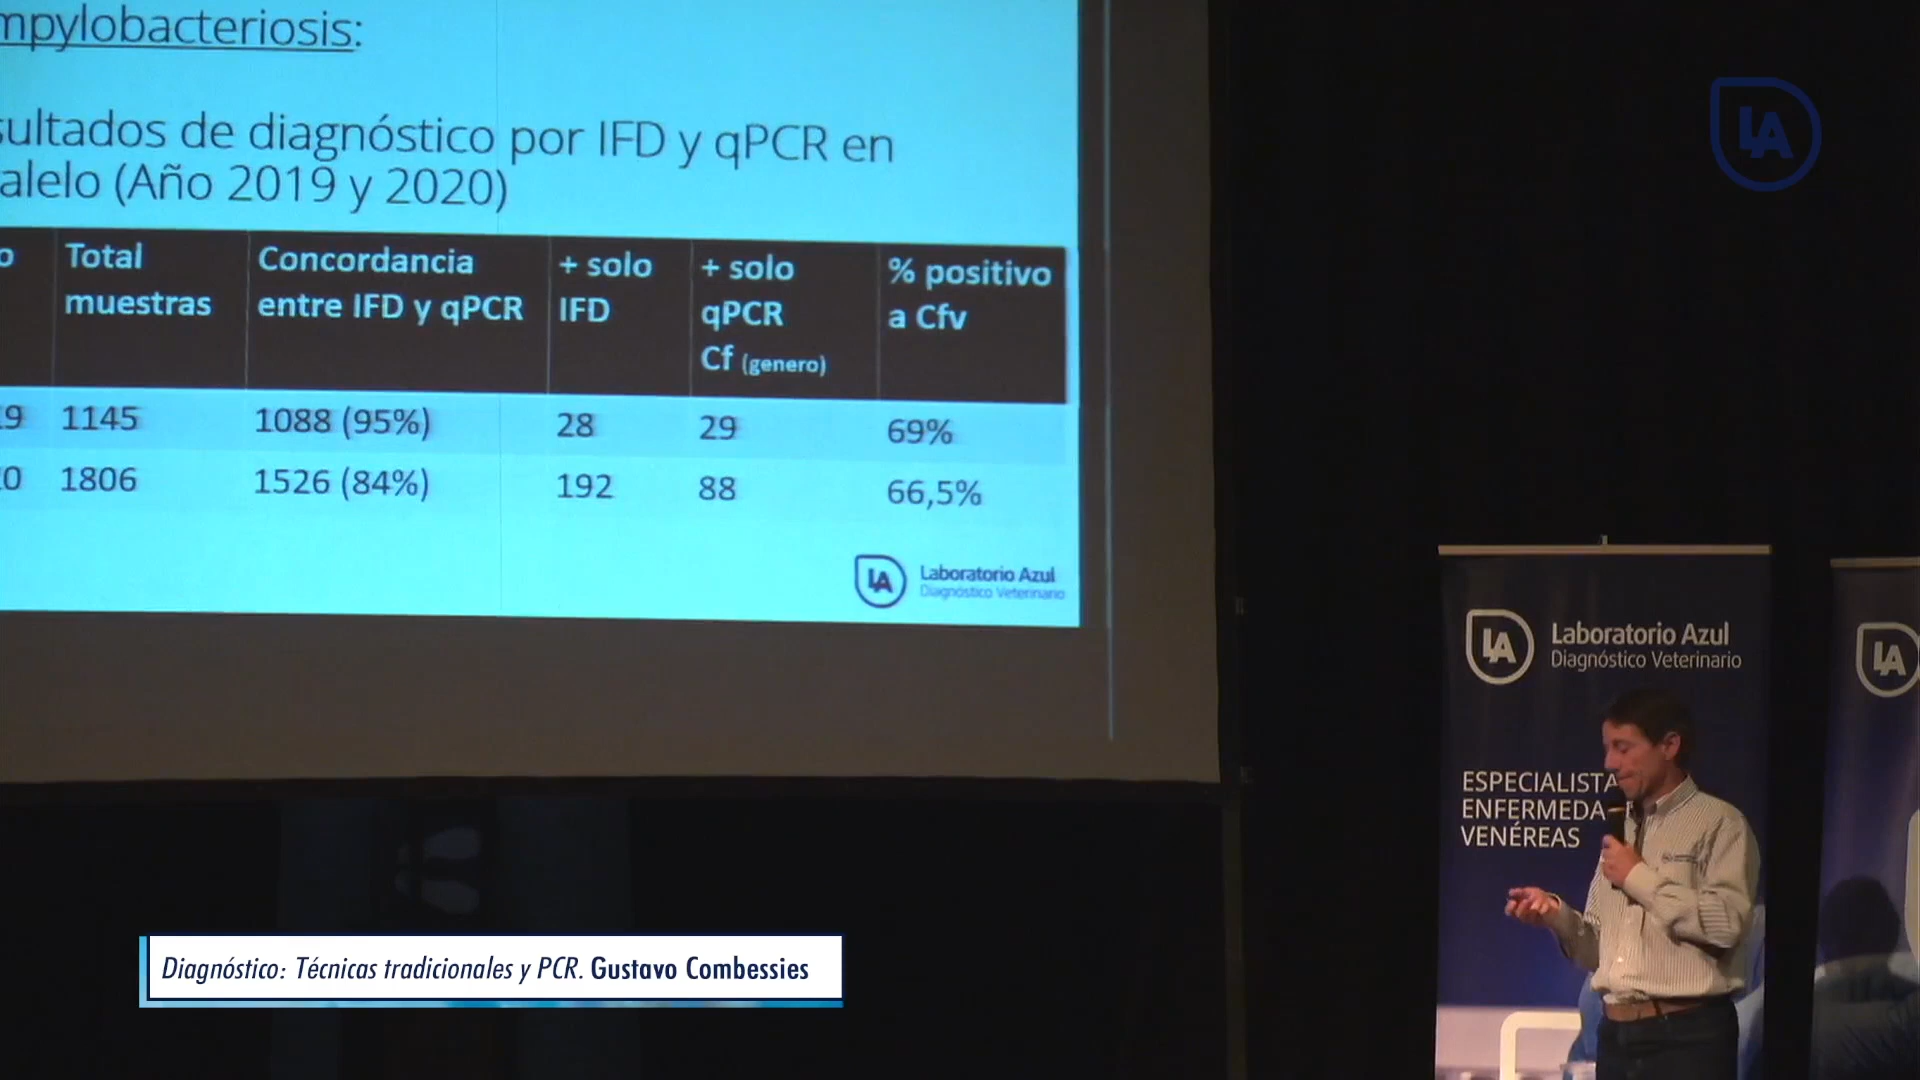 mpylobacteriosis:
sultados de diagnóstico por IFD y qPCR en
alelo (Año 2019 y 2020)
o
Total muestras
Concordancia entre IFD y qPCR
+ solo IFD
+ solo qPCR Cf (genero)
% positivo a Cfv
19 1145 1088 (95%) 28 29 69%
20 1806 1526 (84%) 192 88 66,5%
LA Laboratorio Azul
Diagnóstico Veterinario
LA
LA Laboratorio Azul
Diagnóstico Veterinario
ESPECIALISTA
ENFERMEDA
VENÉREAS
LA
Diagnóstico: Técnicas tradicionales y PCR. Gustavo Combessies